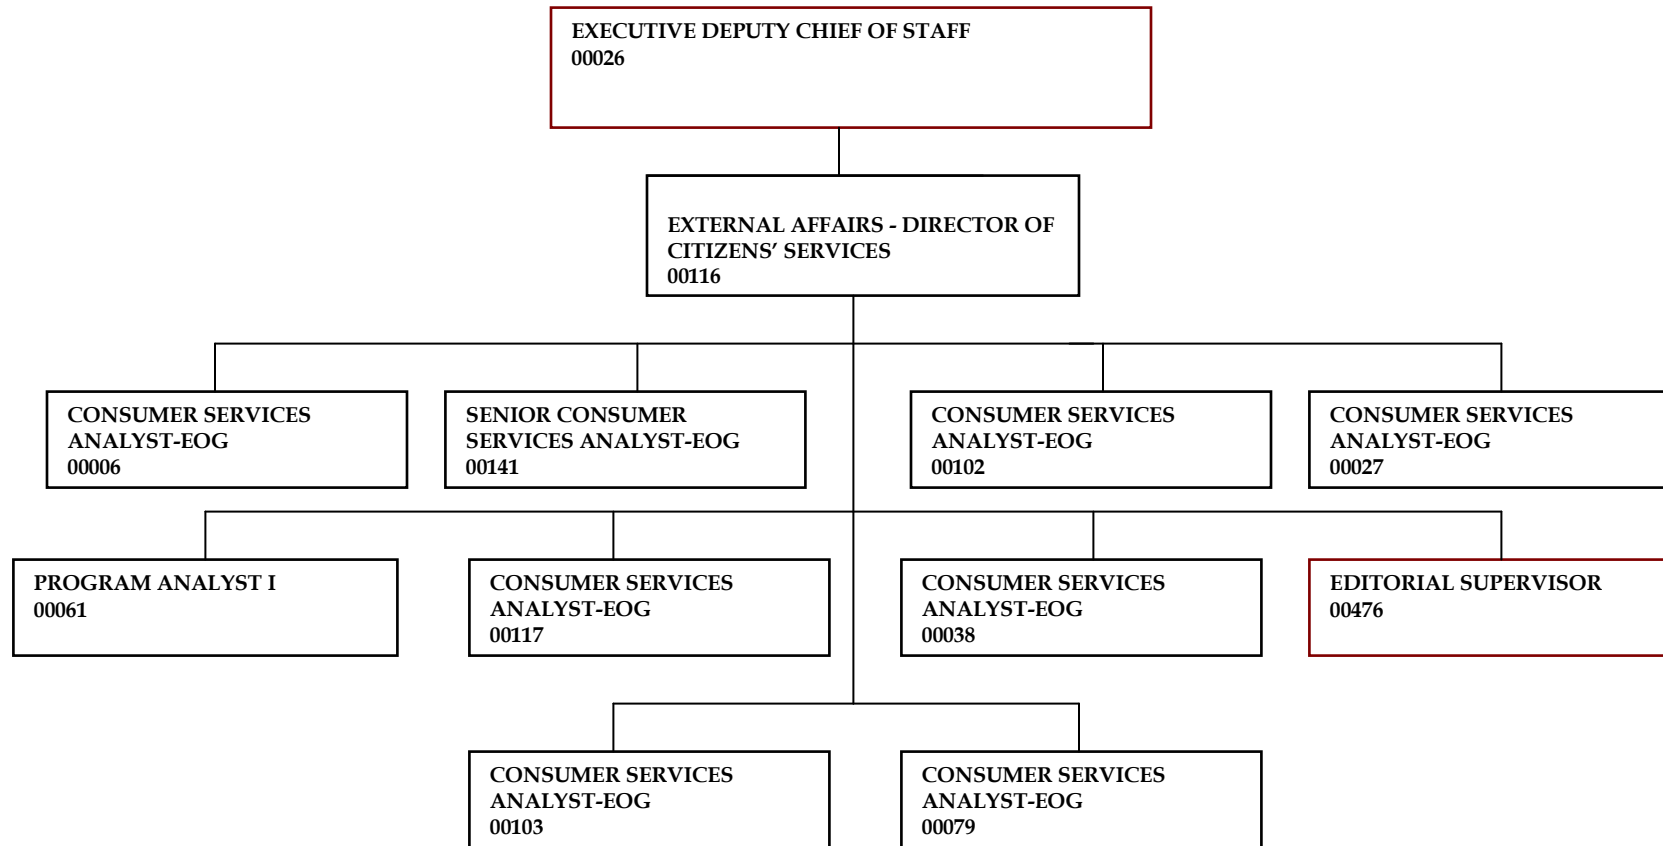 EXECUTIVE DEPUTY CHIEF OF STAFF
00026
EXTERNAL AFFAIRS - DIRECTOR OF
CITIZENS’ SERVICES
00116
CONSUMER SERVICES
ANALYST-EOG
00006
SENIOR CONSUMER
SERVICES ANALYST-EOG
00141
CONSUMER SERVICES
ANALYST-EOG
00102
CONSUMER SERVICES
ANALYST-EOG
00027
PROGRAM ANALYST I
00061
CONSUMER SERVICES
ANALYST-EOG
00117
CONSUMER SERVICES
ANALYST-EOG
00038
EDITORIAL SUPERVISOR
00476
CONSUMER SERVICES
ANALYST-EOG
00103
CONSUMER SERVICES
ANALYST-EOG
00079